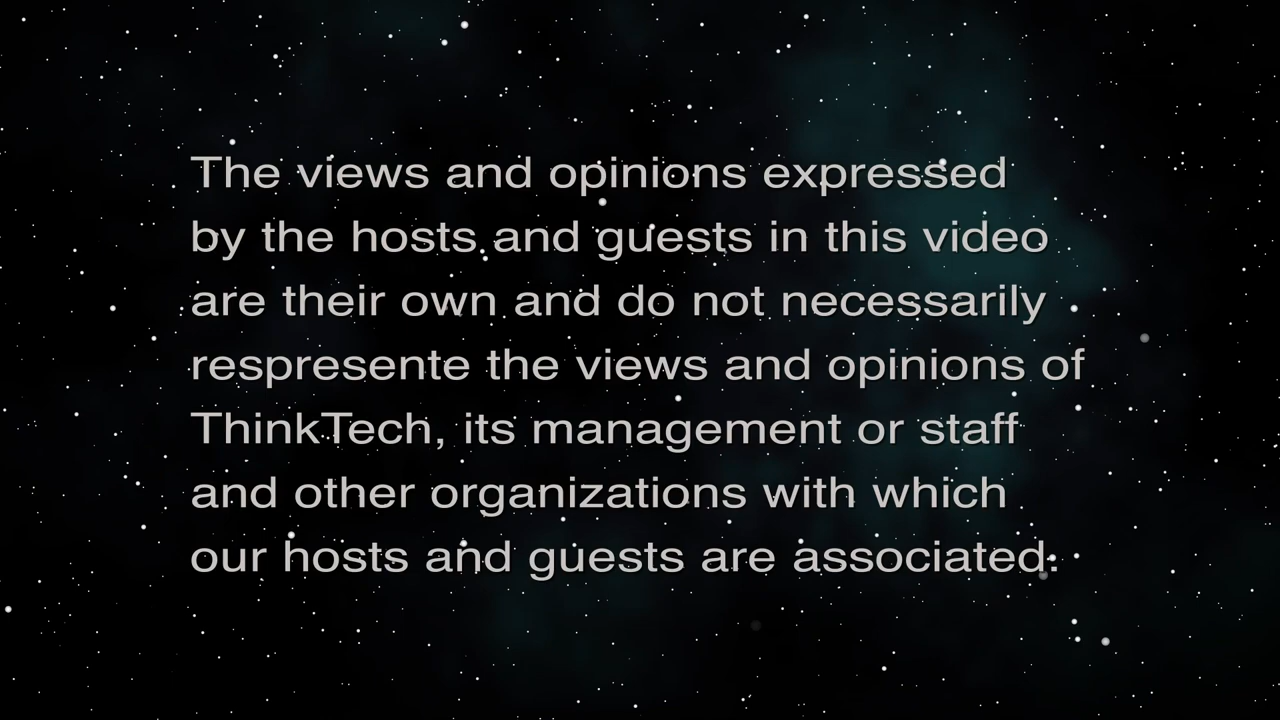 The views and opinions expressed
by the hosts and guests in this video
are their own and do not necessarily
respresente the views and opinions of
ThinkTech, its management or staff
and other organizations with which
our hosts and guests are associated.